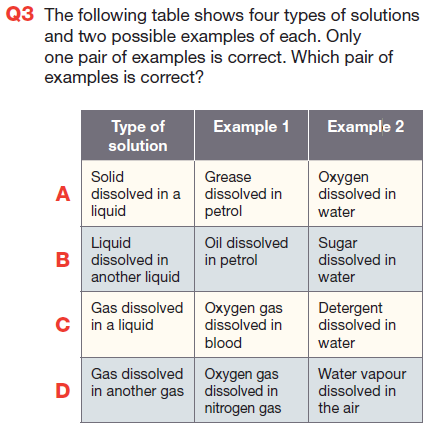 Q3 The following table shows four types of solutions
and two possible examples of each. Only
one pair of examples is correct. Which pair of
examples is correct?
Type of
solution
Example 1
Example 2
A
Solid
dissolved in a
liquid
Grease
dissolved in
petrol
Oxygen
dissolved in
water
B
Liquid
dissolved in
another liquid
Oil dissolved
in petrol
Sugar
dissolved in
water
C
Gas dissolved
in a liquid
Oxygen gas
dissolved in
blood
Detergent
dissolved in
water
D
Gas dissolved
in another gas
Oxygen gas
dissolved in
nitrogen gas
Water vapour
dissolved in
the air